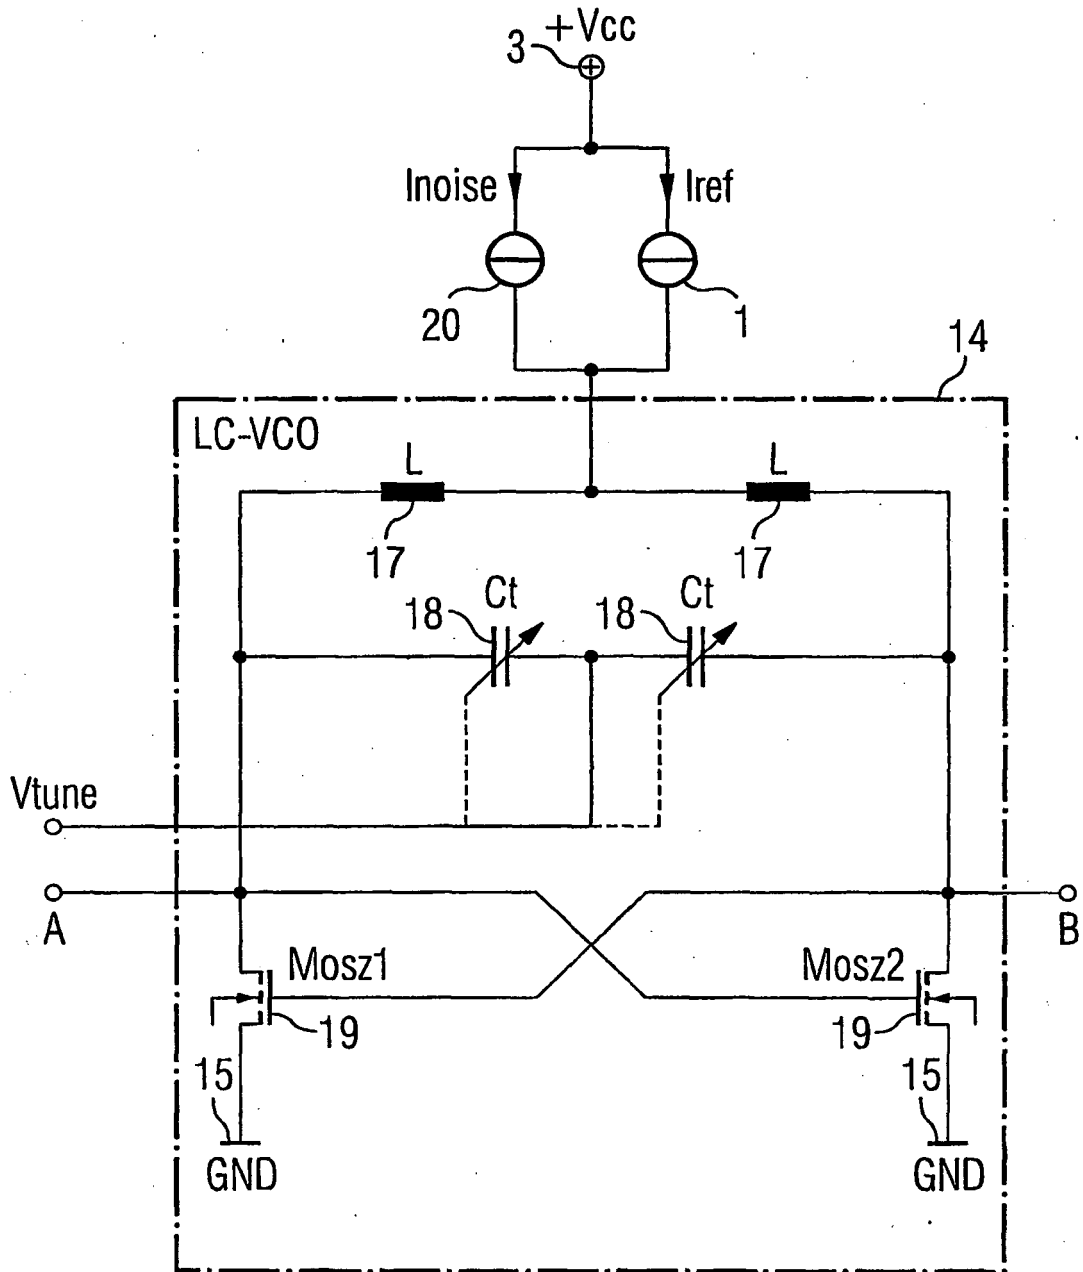 +Vcc
3
Inoise Iref
20 1
14
LC-VCO
L L
17 17
Ct Ct
18 18
Vtune
A B
Mosz1 Mosz2
19 19
15 15
GND GND